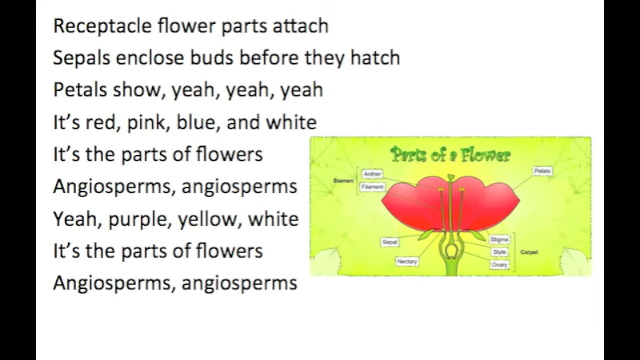 Receptacle flower parts attach
Sepals enclose buds before they hatch
Petals show, yeah, yeah, yeah
It's red, pink, blue, and white
It's the parts of flowers
Angiosperms, angiosperms
Yeah, purple, yellow, white
It's the parts of flowers
Angiosperms, angiosperms
Parts of a Flower
Stamen
Anther
Filament
Petals
Sepal
Nectary
Stigma
Style
Ovary
Carpel